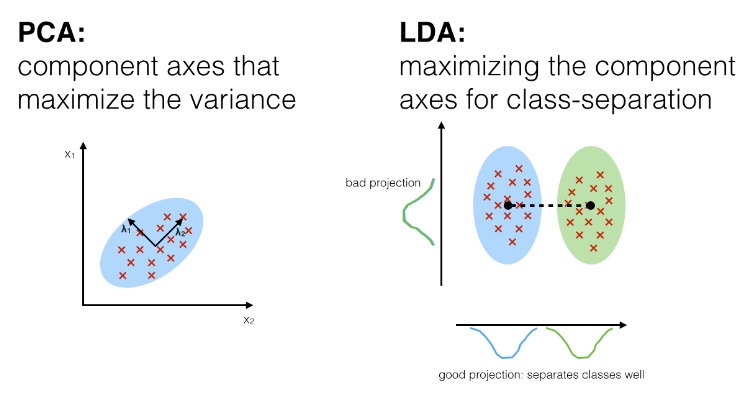 PCA:
component axes that
maximize the variance
x₁
λ₁
λ₂
x₂
LDA:
maximizing the component
axes for class-separation
bad projection
good projection: separates classes well